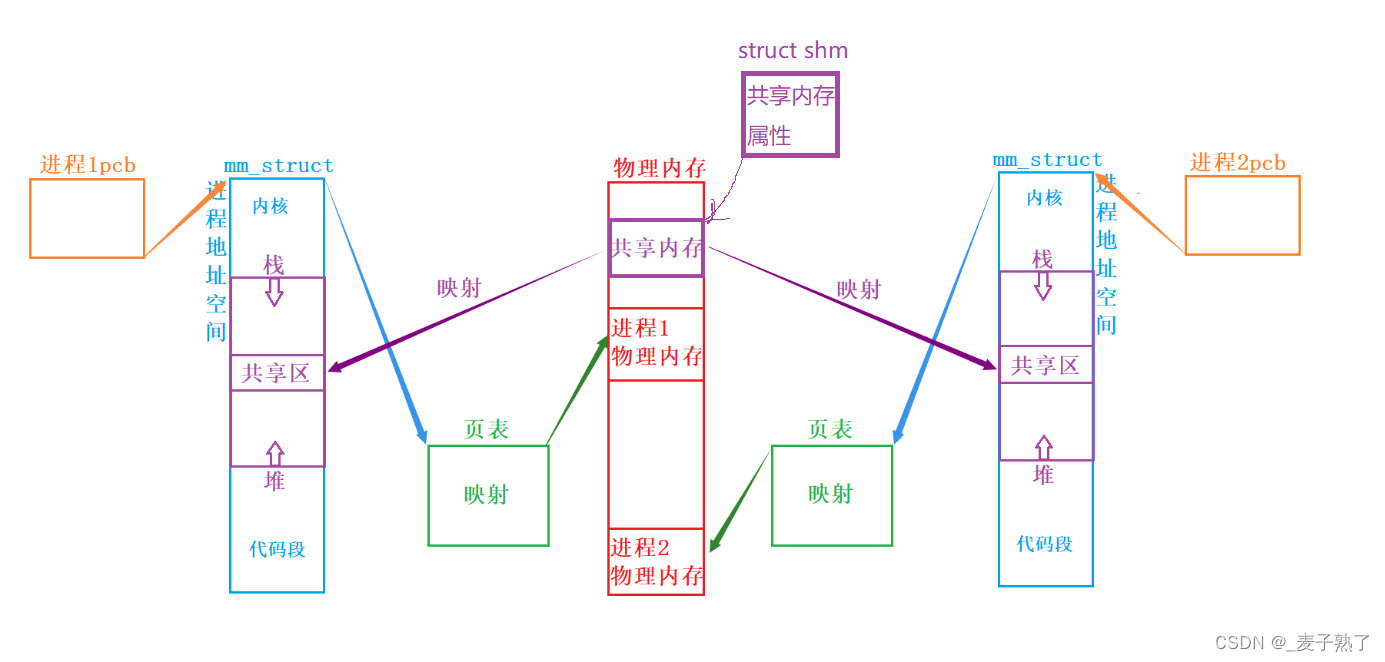 struct shm
共享内存
属性
进程1pcb
mm_struct
进程地址空间
内核
栈
共享区
堆
代码段
映射
页表
映射
物理内存
共享内存
进程1
物理内存
进程2
物理内存
映射
页表
映射
mm_struct
进程地址空间
内核
栈
共享区
堆
代码段
进程2pcb
CSDN @_麦子熟了